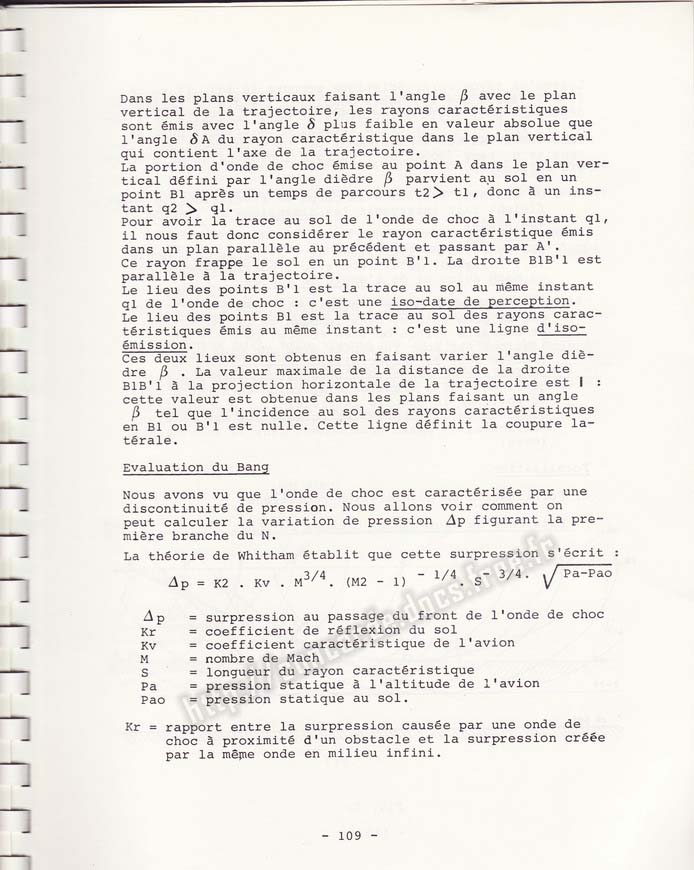 Dans les plans verticaux faisant l'angle β avec le plan
vertical de la trajectoire, les rayons caractéristiques
sont émis avec l'angle δ plus faible en valeur absolue que
l'angle δ A du rayon caractéristique dans le plan vertical
qui contient l'axe de la trajectoire.
La portion d'onde de choc émise au point A dans le plan ver-
tical défini par l'angle dièdre β parvient au sol en un
point B1 après un temps de parcours t2 > t1, donc à un ins-
tant q2 > q1.
Pour avoir la trace au sol de l'onde de choc à l'instant q1,
il nous faut donc considérer le rayon caractéristique émis
dans un plan parallèle au précédent et passant par A'.
Ce rayon frappe le sol en un point B'1. La droite B1B'1 est
parallèle à la trajectoire.
Le lieu des points B'1 est la trace au sol au même instant
q1 de l'onde de choc : c'est une iso-date de perception.
Le lieu des points B1 est la trace au sol des rayons carac-
téristiques émis au même instant : c'est une ligne d'iso-
émission.
Ces deux lieux sont obtenus en faisant varier l'angle diè-
dre β . La valeur maximale de la distance de la droite
B1B'1 à la projection horizontale de la trajectoire est l :
cette valeur est obtenue dans les plans faisant un angle
β tel que l'incidence au sol des rayons caractéristiques
en B1 ou B'1 est nulle. Cette ligne définit la coupure la-
térale.
Evaluation du Bang
Nous avons vu que l'onde de choc est caractérisée par une
discontinuité de pression. Nous allons voir comment on
peut calculer la variation de pression Δp figurant la pre-
mière branche du N.
La théorie de Whitham établit que cette surpression s'écrit :
Δp = K2 . Kv . M^3/4. (M2 - 1) ^- 1/4. S^- 3/4. √Pa-Pao
Δp = surpression au passage du front de l'onde de choc
Kr = coefficient de réflexion du sol
Kv = coefficient caractéristique de l'avion
M = nombre de Mach
S = longueur du rayon caractéristique
Pa = pression statique à l'altitude de l'avion
Pao = pression statique au sol.
Kr = rapport entre la surpression causée par une onde de
choc à proximité d'un obstacle et la surpression créée
par la même onde en milieu infini.
- 109 -